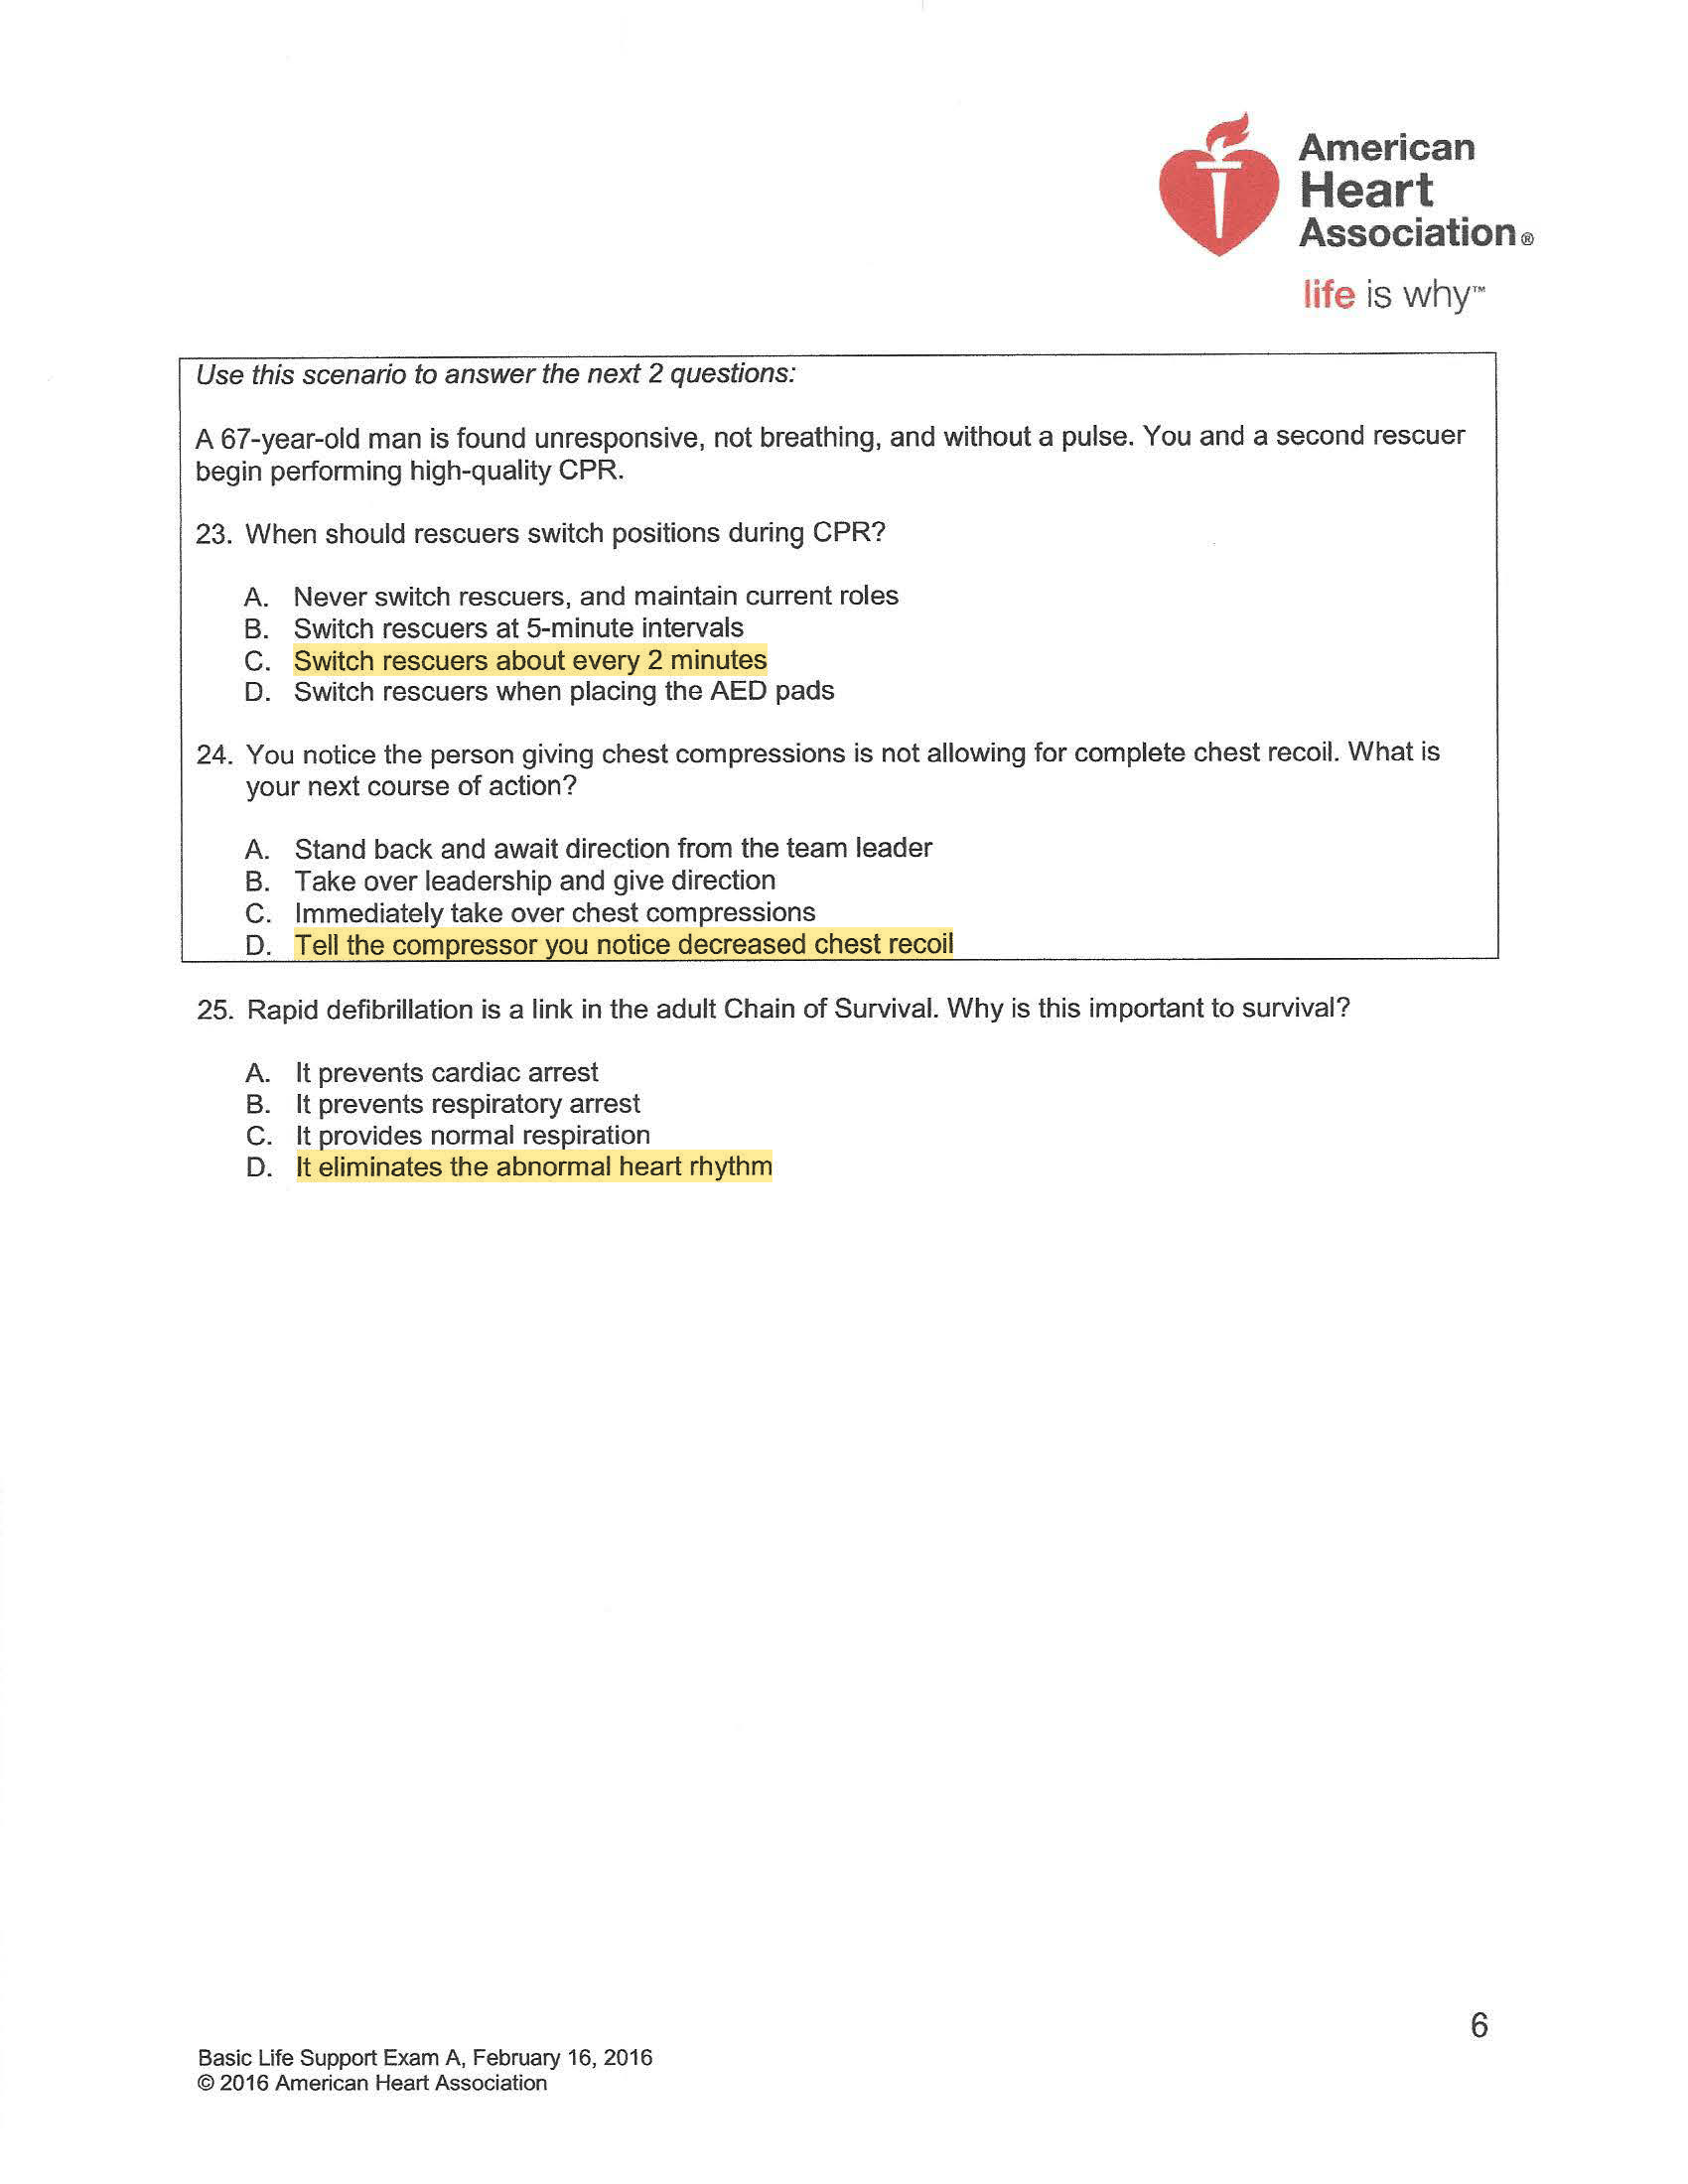 American
Heart
Association®
life is why™
Use this scenario to answer the next 2 questions:
A 67-year-old man is found unresponsive, not breathing, and without a pulse. You and a second rescuer
begin performing high-quality CPR.
23. When should rescuers switch positions during CPR?
A. Never switch rescuers, and maintain current roles
B. Switch rescuers at 5-minute intervals
C. Switch rescuers about every 2 minutes
D. Switch rescuers when placing the AED pads
24. You notice the person giving chest compressions is not allowing for complete chest recoil. What is
your next course of action?
A. Stand back and await direction from the team leader
B. Take over leadership and give direction
C. Immediately take over chest compressions
D. Tell the compressor you notice decreased chest recoil
25. Rapid defibrillation is a link in the adult Chain of Survival. Why is this important to survival?
A. It prevents cardiac arrest
B. It prevents respiratory arrest
C. It provides normal respiration
D. It eliminates the abnormal heart rhythm
6
Basic Life Support Exam A, February 16, 2016
© 2016 American Heart Association